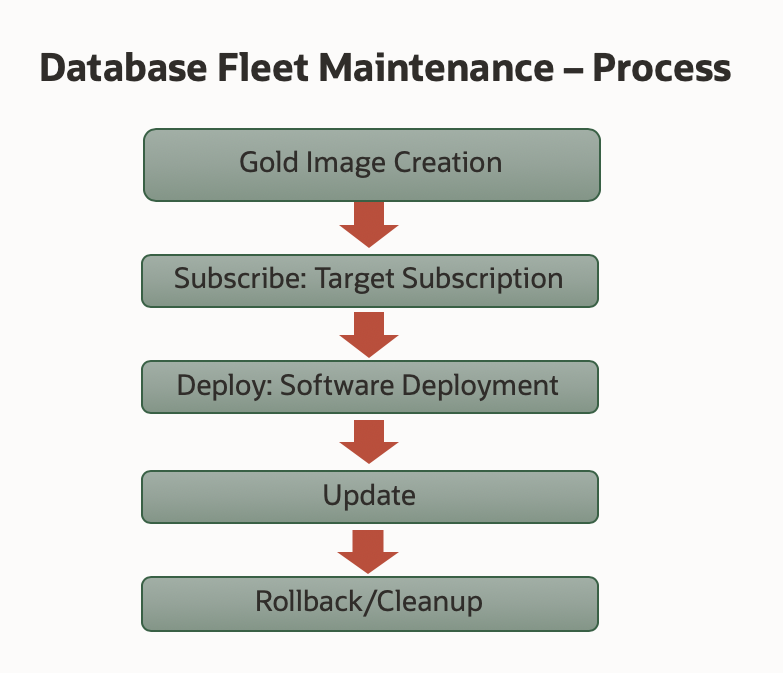 Database Fleet Maintenance – Process
Gold Image Creation
Subscribe: Target Subscription
Deploy: Software Deployment
Update
Rollback/Cleanup